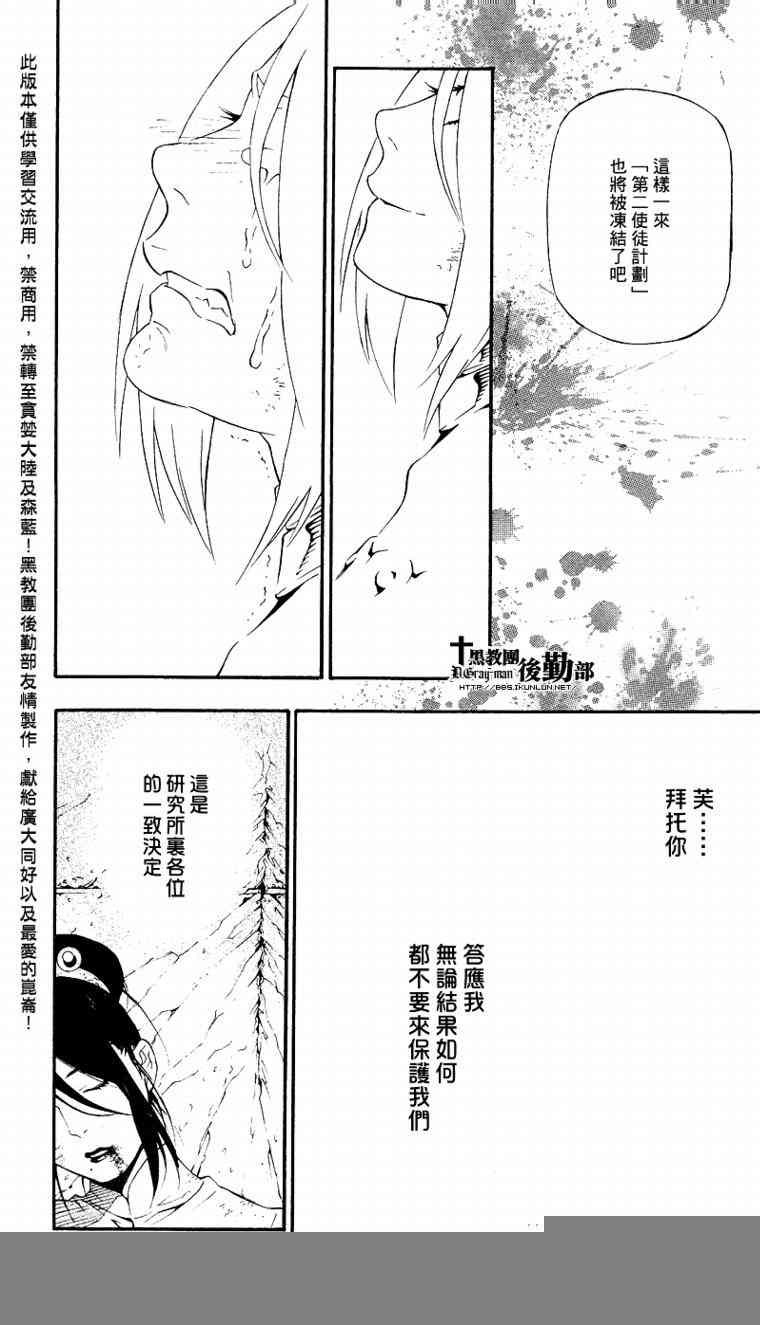 這樣一來
「第二使徒計劃」
也將被凍結了吧
黑教團
D.Gray-man
後勤部
HTTP://BBS.IKUNLUN.NET/
芙……
拜托你
答應我
無論結果如何
都不要來保護我們
這是
研究所裏各位
的一致決定
此版本僅供學習交流用，禁商用，禁轉至貪婪大陸及森藍！黑教團後勤部友情製作，獻給廣大同好以及最愛的崑崙！